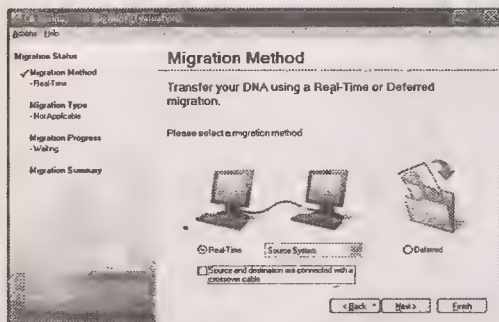 Actions Help
Migration Status
Migration Method
- Real-Time
Migration Type
- Not Applicable
Migration Progress
- Waiting
Migration Summary
Migration Method
Transfer your DNA using a Real-Time or Deferred
migration.
Please select a migration method
Real-Time
Source System
Deferred
Source and destination are connected with a
crossover cable
< Back
Next >
Finish